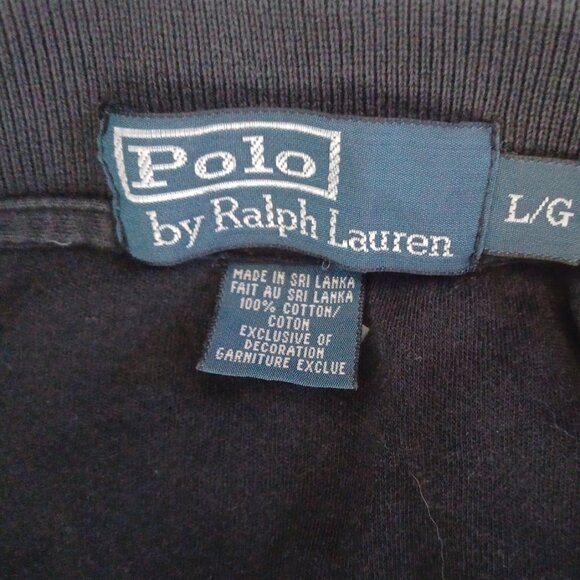 Polo
by Ralph Lauren
L/G
MADE IN SRI LANKA
FAIT AU SRI LANKA
100% COTTON/
COTON
EXCLUSIVE OF
DECORATION
GARNITURE EXCLUE